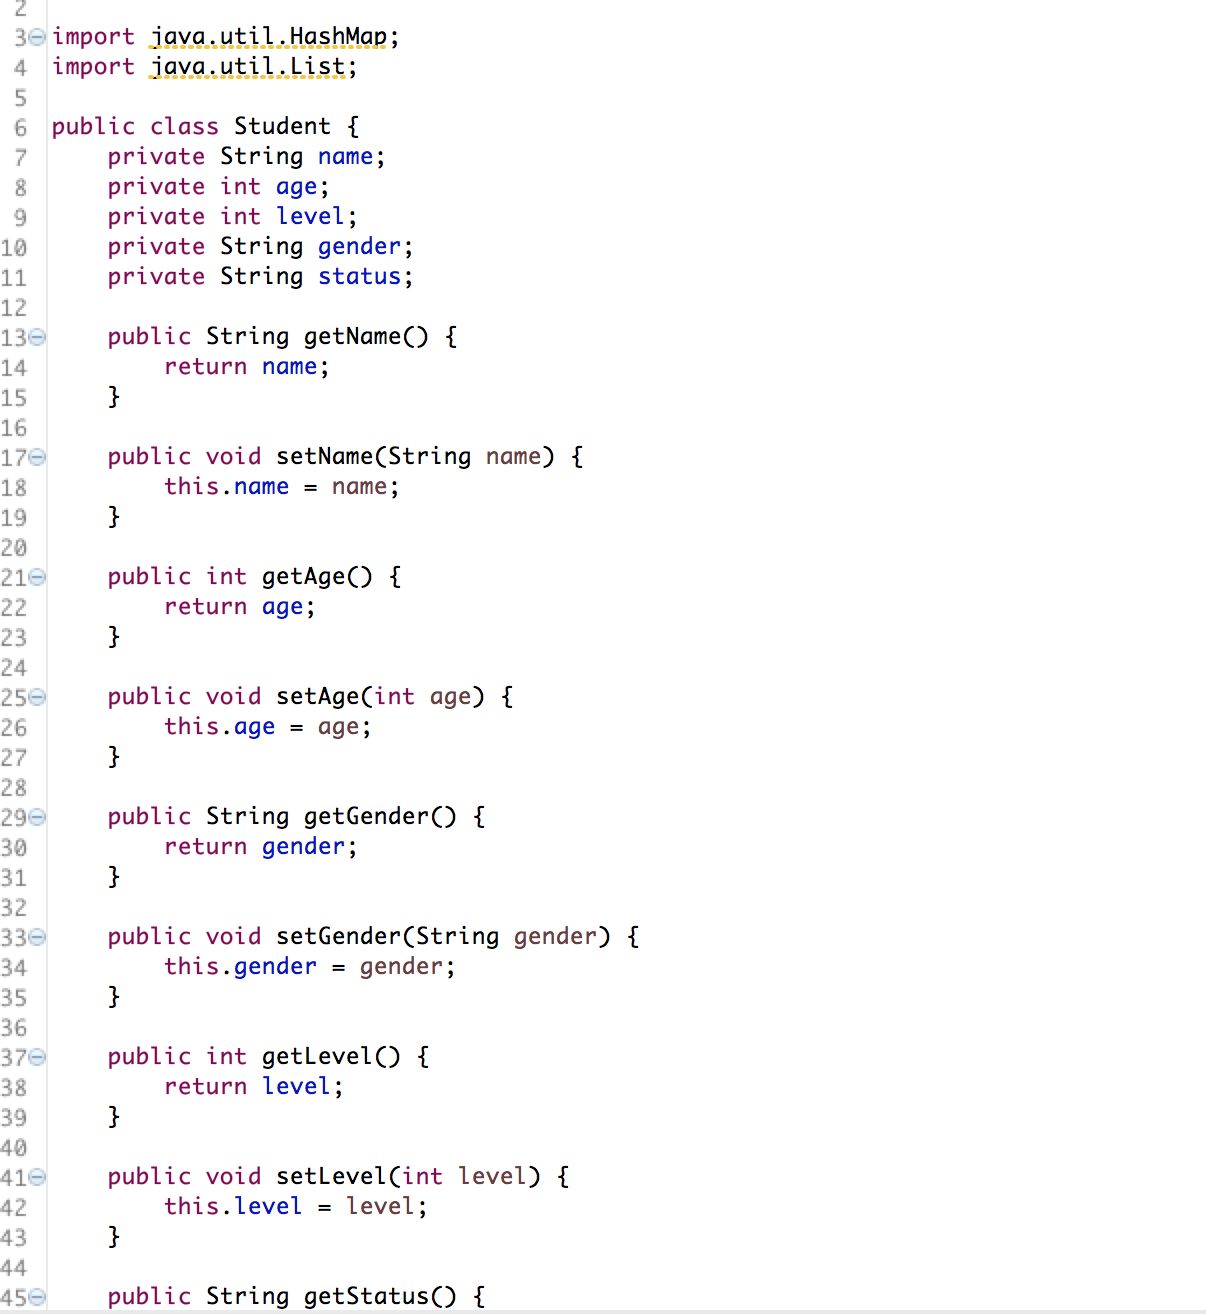 2
3 import java.util.HashMap;
4 import java.util.List;
5
6 public class Student {
7     private String name;
8     private int age;
9     private int level;
10     private String gender;
11     private String status;
12
13     public String getName() {
14         return name;
15     }
16
17     public void setName(String name) {
18         this.name = name;
19     }
20
21     public int getAge() {
22         return age;
23     }
24
25     public void setAge(int age) {
26         this.age = age;
27     }
28
29     public String getGender() {
30         return gender;
31     }
32
33     public void setGender(String gender) {
34         this.gender = gender;
35     }
36
37     public int getLevel() {
38         return level;
39     }
40
41     public void setLevel(int level) {
42         this.level = level;
43     }
44
45     public String getStatus() {